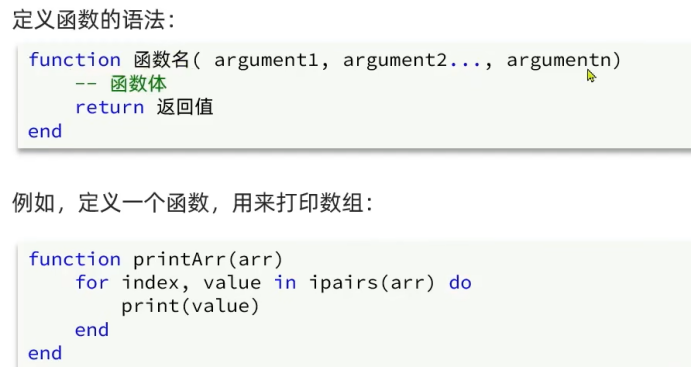 定义函数的语法：
function 函数名( argument1, argument2..., argumentn)
    -- 函数体
    return 返回值
end
例如，定义一个函数，用来打印数组：
function printArr(arr)
    for index, value in ipairs(arr) do
        print(value)
    end
end